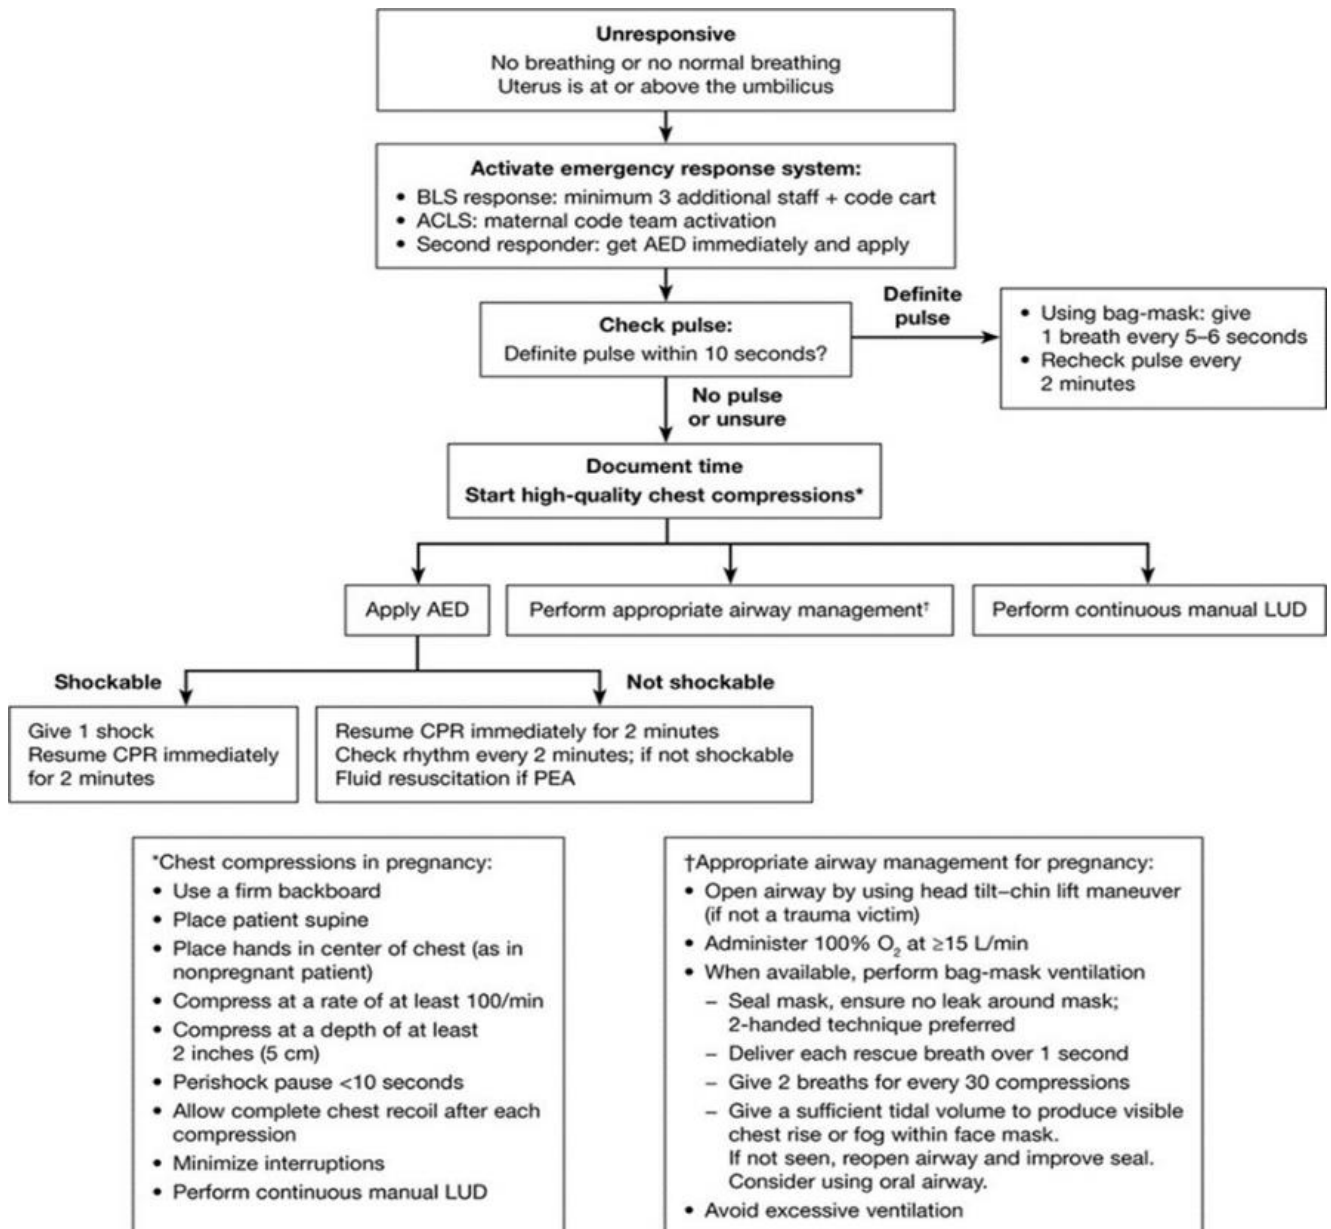 Unresponsive
No breathing or no normal breathing
Uterus is at or above the umbilicus
Activate emergency response system:
• BLS response: minimum 3 additional staff + code cart
• ACLS: maternal code team activation
• Second responder: get AED immediately and apply
Check pulse:
Definite pulse within 10 seconds?
Definite
pulse
• Using bag-mask: give
1 breath every 5–6 seconds
• Recheck pulse every
2 minutes
No pulse
or unsure
Document time
Start high-quality chest compressions*
Apply AED
Perform appropriate airway management†
Perform continuous manual LUD
Shockable
Not shockable
Give 1 shock
Resume CPR immediately
for 2 minutes
Resume CPR immediately for 2 minutes
Check rhythm every 2 minutes; if not shockable
Fluid resuscitation if PEA
*Chest compressions in pregnancy:
• Use a firm backboard
• Place patient supine
• Place hands in center of chest (as in
nonpregnant patient)
• Compress at a rate of at least 100/min
• Compress at a depth of at least
2 inches (5 cm)
• Perishock pause <10 seconds
• Allow complete chest recoil after each
compression
• Minimize interruptions
• Perform continuous manual LUD
†Appropriate airway management for pregnancy:
• Open airway by using head tilt–chin lift maneuver
(if not a trauma victim)
• Administer 100% O₂ at ≥15 L/min
• When available, perform bag-mask ventilation
– Seal mask, ensure no leak around mask;
2-handed technique preferred
– Deliver each rescue breath over 1 second
– Give 2 breaths for every 30 compressions
– Give a sufficient tidal volume to produce visible
chest rise or fog within face mask.
If not seen, reopen airway and improve seal.
Consider using oral airway.
• Avoid excessive ventilation